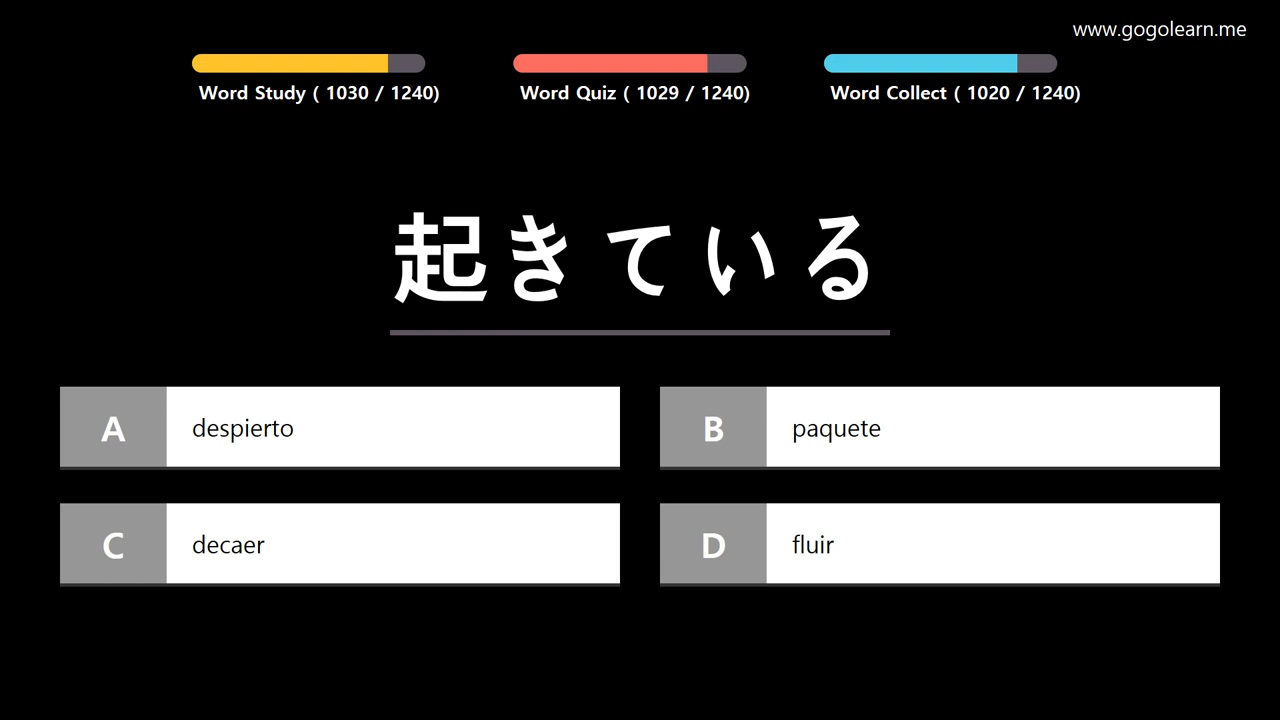 www.gogolearn.me
Word Study ( 1030 / 1240)
Word Quiz ( 1029 / 1240)
Word Collect ( 1020 / 1240)
起きている
A despierto
B paquete
C decaer
D fluir